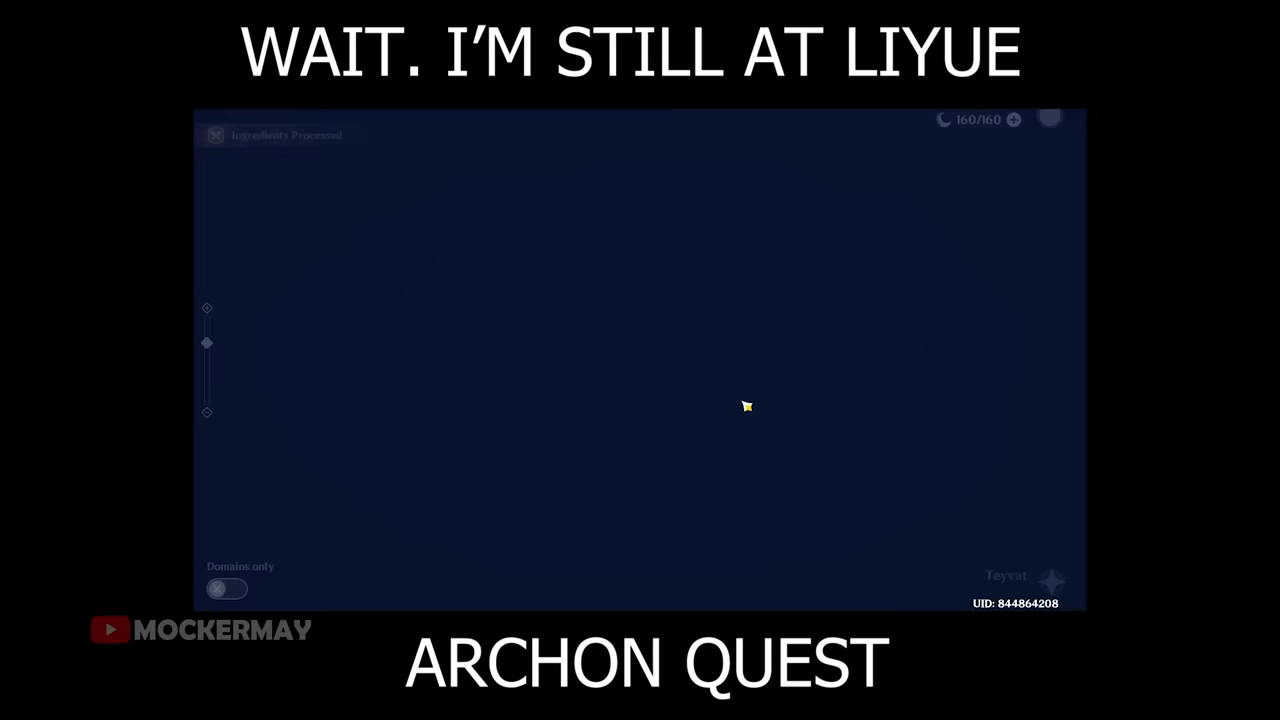 WAIT. I'M STILL AT LIYUE
160/160
Ingredients Processed
Domains only
Teyvat
UID: 844864208
MOCKERMAY
ARCHON QUEST